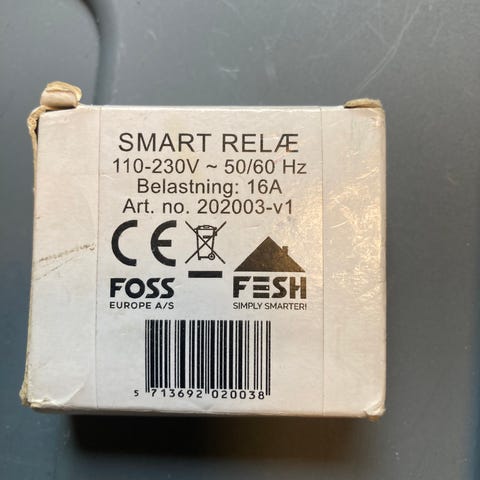 SMART RELÆ
110-230V ~ 50/60 Hz
Belastning: 16A
Art. no. 202003-v1
CE
FOSS
EUROPE A/S
FESH
SIMPLY SMARTER!
5 713692 020038